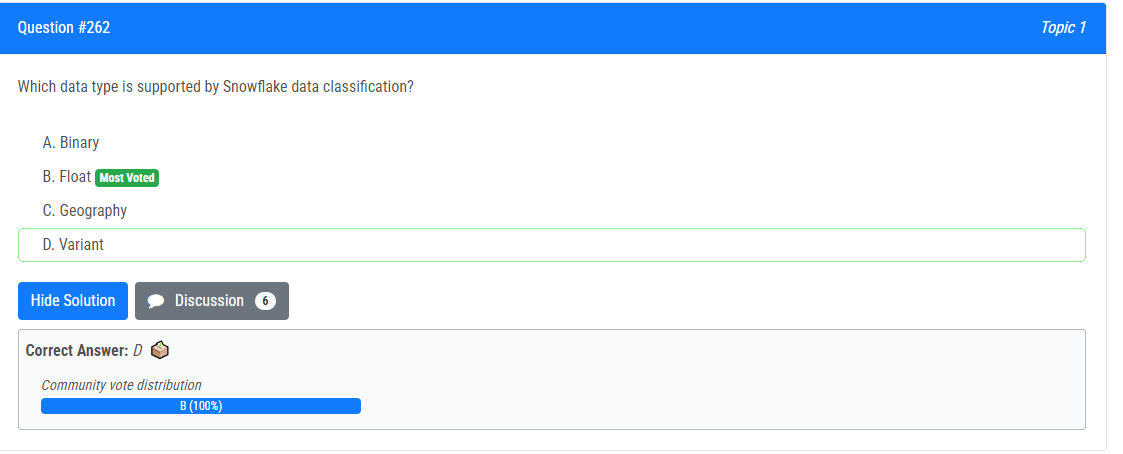 Question #262
Topic 1
Which data type is supported by Snowflake data classification?
A. Binary
B. Float Most Voted
C. Geography
D. Variant
Hide Solution
Discussion 6
Correct Answer: D
Community vote distribution
B (100%)